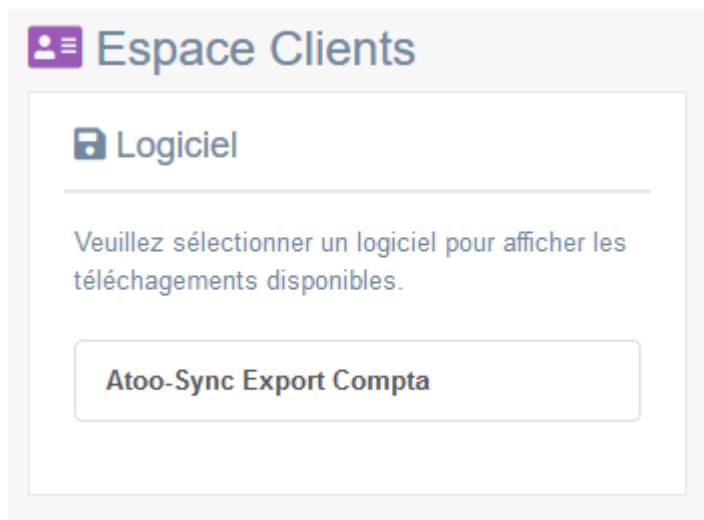 Espace Clients
Logiciel
Veuillez sélectionner un logiciel pour afficher les
téléchagements disponibles.
Atoo-Sync Export Compta